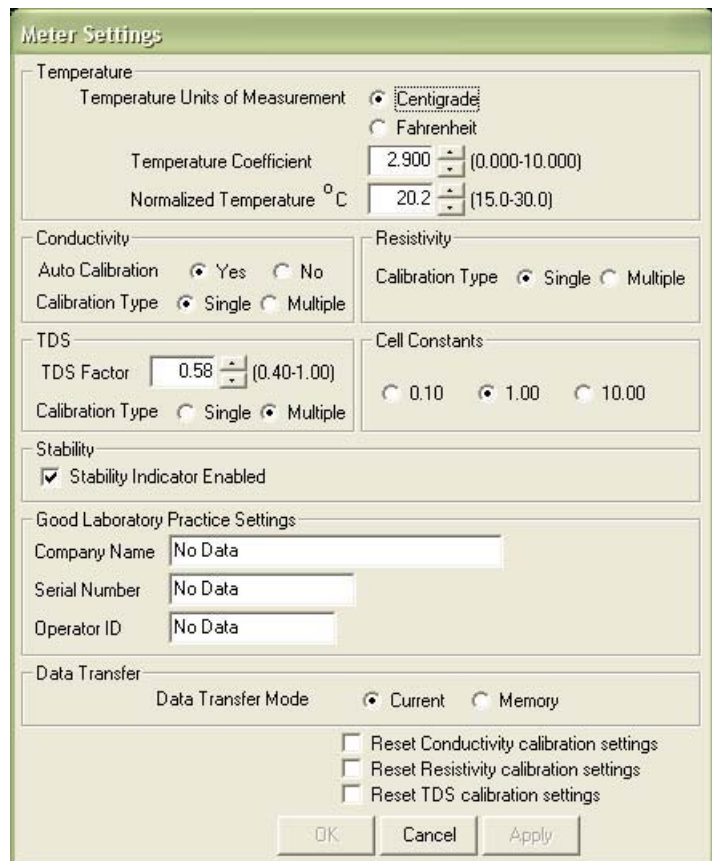 Meter Settings
Temperature
Temperature Units of Measurement Centigrade
Fahrenheit
Temperature Coefficient 2.900 (0.000-10.000)
Normalized Temperature °C 20.2 (15.0-30.0)
Conductivity
Auto Calibration Yes No
Calibration Type Single Multiple
Resistivity
Calibration Type Single Multiple
TDS
TDS Factor 0.58 (0.40-1.00)
Calibration Type Single Multiple
Cell Constants
0.10 1.00 10.00
Stability
Stability Indicator Enabled
Good Laboratory Practice Settings
Company Name No Data
Serial Number No Data
Operator ID No Data
Data Transfer
Data Transfer Mode Current Memory
Reset Conductivity calibration settings
Reset Resistivity calibration settings
Reset TDS calibration settings
OK Cancel Apply